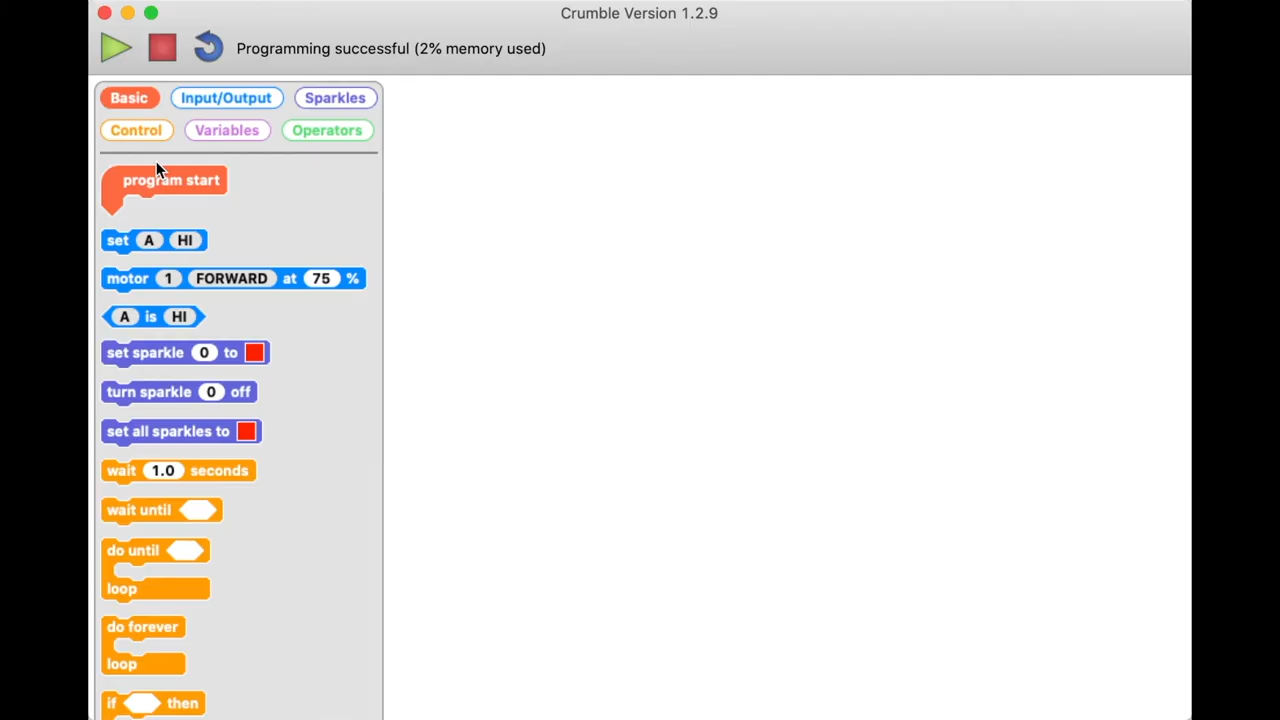 Crumble Version 1.2.9
Programming successful (2% memory used)
Basic Input/Output Sparkles
Control Variables Operators
program start
set A HI
motor 1 FORWARD at 75 %
A is HI
set sparkle 0 to
turn sparkle 0 off
set all sparkles to
wait 1.0 seconds
wait until
do until
loop
do forever
loop
if then